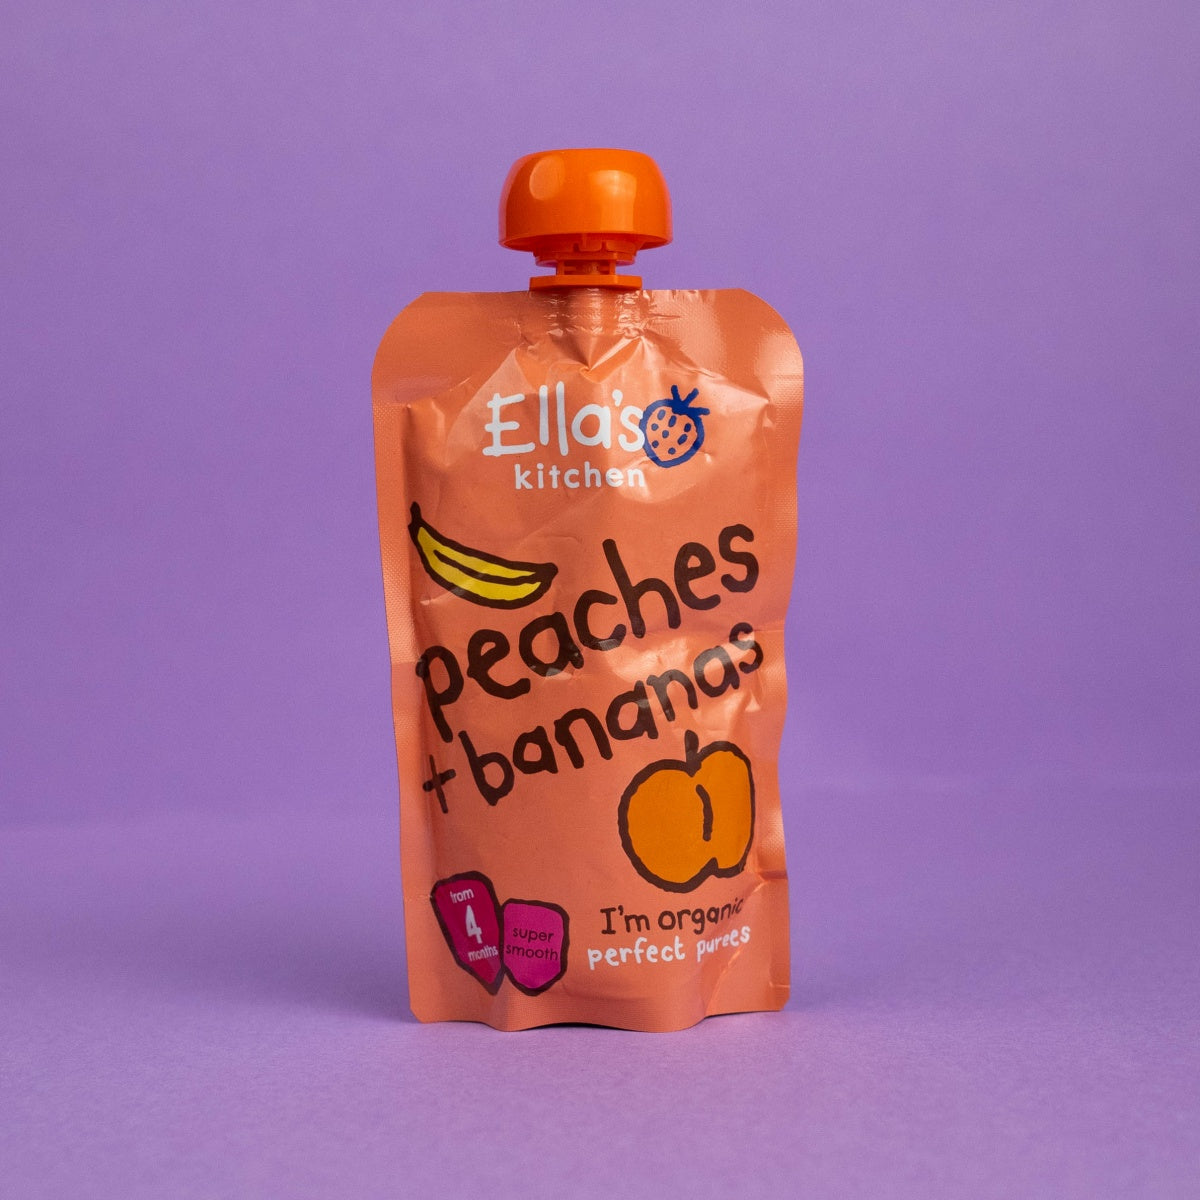 Ella's
kitchen
peaches
+ bananas
from
4
months
super
smooth
I'm organic
perfect purees